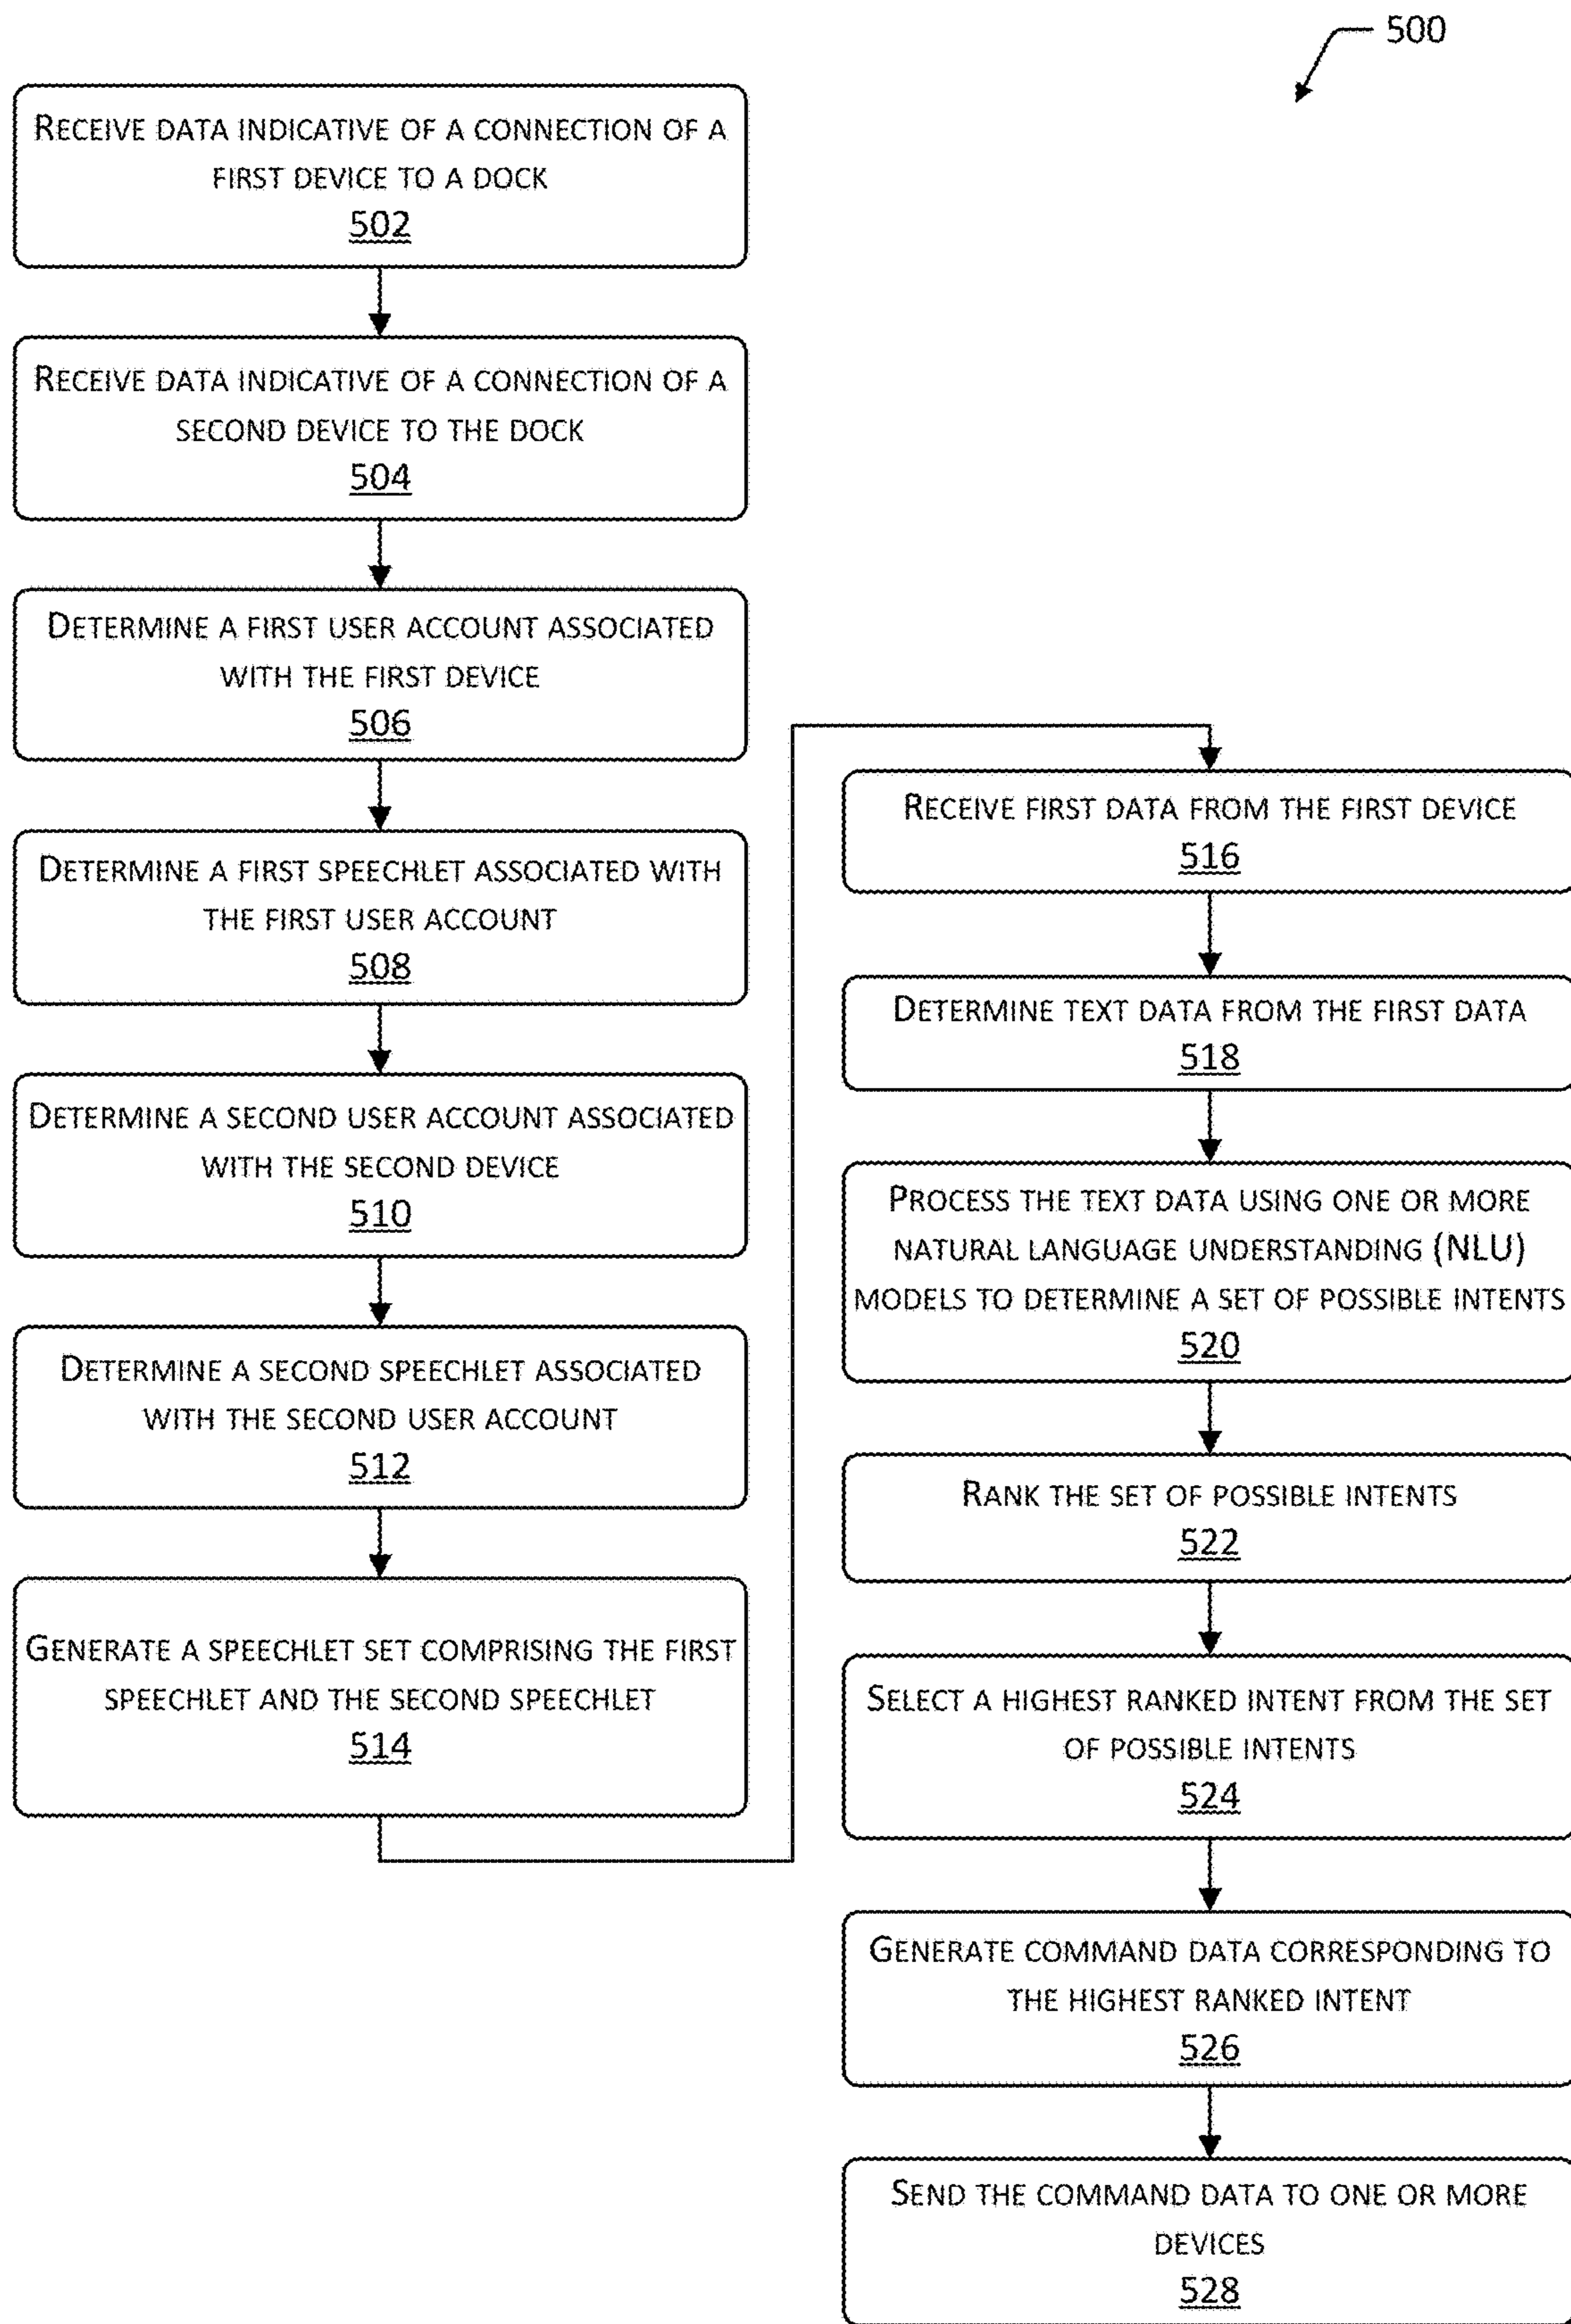 500
RECEIVE DATA INDICATIVE OF A CONNECTION OF A
FIRST DEVICE TO A DOCK
502
RECEIVE DATA INDICATIVE OF A CONNECTION OF A
SECOND DEVICE TO THE DOCK
504
DETERMINE A FIRST USER ACCOUNT ASSOCIATED
WITH THE FIRST DEVICE
506
DETERMINE A FIRST SPEECHLET ASSOCIATED WITH
THE FIRST USER ACCOUNT
508
DETERMINE A SECOND USER ACCOUNT ASSOCIATED
WITH THE SECOND DEVICE
510
DETERMINE A SECOND SPEECHLET ASSOCIATED
WITH THE SECOND USER ACCOUNT
512
GENERATE A SPEECHLET SET COMPRISING THE FIRST
SPEECHLET AND THE SECOND SPEECHLET
514
RECEIVE FIRST DATA FROM THE FIRST DEVICE
516
DETERMINE TEXT DATA FROM THE FIRST DATA
518
PROCESS THE TEXT DATA USING ONE OR MORE
NATURAL LANGUAGE UNDERSTANDING (NLU)
MODELS TO DETERMINE A SET OF POSSIBLE INTENTS
520
RANK THE SET OF POSSIBLE INTENTS
522
SELECT A HIGHEST RANKED INTENT FROM THE SET
OF POSSIBLE INTENTS
524
GENERATE COMMAND DATA CORRESPONDING TO
THE HIGHEST RANKED INTENT
526
SEND THE COMMAND DATA TO ONE OR MORE
DEVICES
528